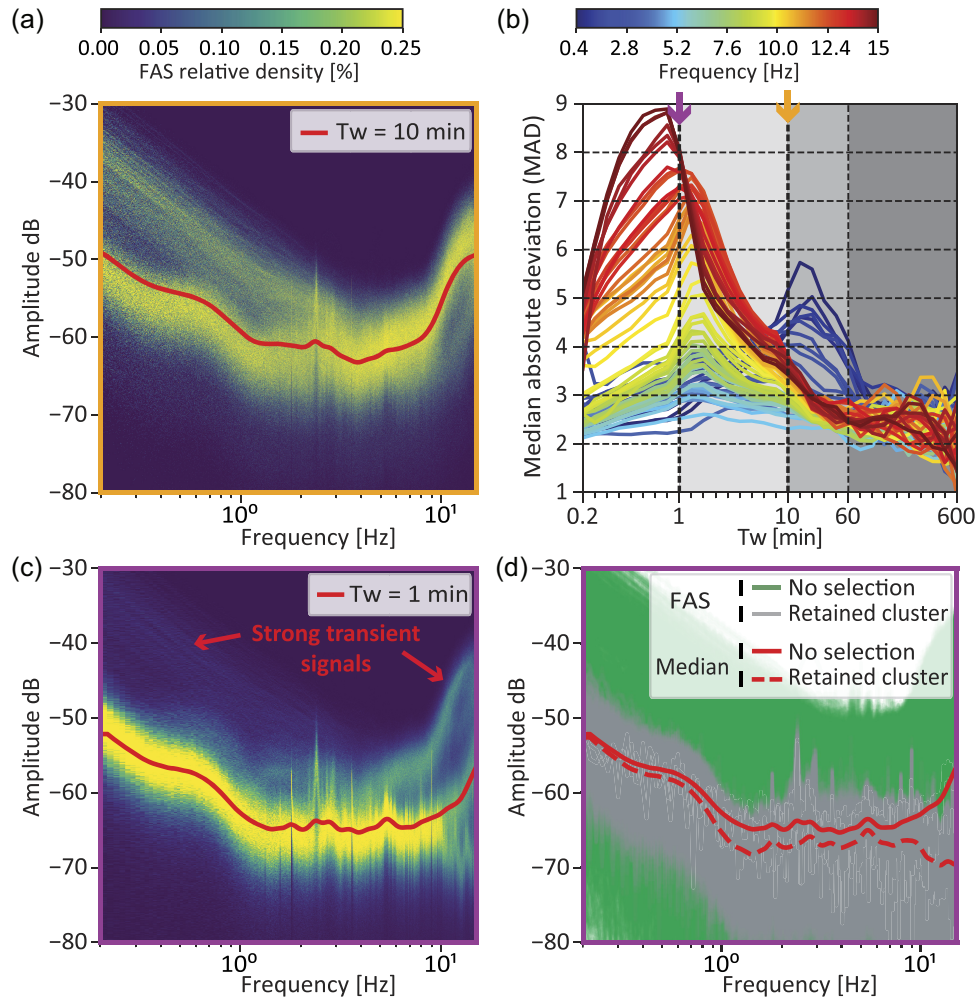 (a)
0.00 0.05 0.10 0.15 0.20 0.25
FAS relative density [%]
−30
−40
−50
−60
−70
−80
Amplitude dB
Tw = 10 min
10⁰ 10¹
Frequency [Hz]
(b)
0.4 2.8 5.2 7.6 10.0 12.4 15
Frequency [Hz]
9
8
7
6
5
4
3
2
1
Median absolute deviation (MAD)
0.2 1 10 60 600
Tw [min]
(c)
−30
−40
−50
−60
−70
−80
Amplitude dB
Tw = 1 min
Strong transient
signals
10⁰ 10¹
Frequency [Hz]
(d)
−30
−40
−50
−60
−70
−80
Amplitude dB
FAS
No selection
Retained cluster
Median
No selection
Retained cluster
10⁰ 10¹
Frequency [Hz]